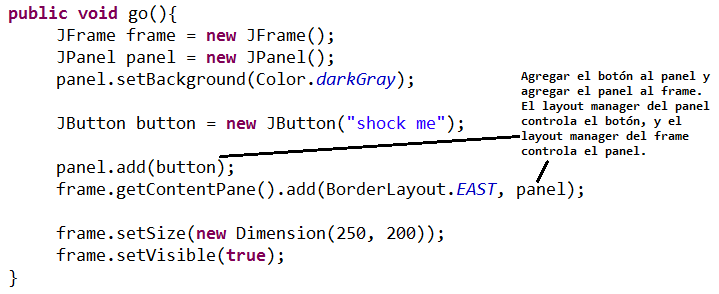 public void go(){
JFrame frame = new JFrame();
JPanel panel = new JPanel();
panel.setBackground(Color.darkGray);
JButton button = new JButton("shock me");
panel.add(button);
frame.getContentPane().add(BorderLayout.EAST, panel);
frame.setSize(new Dimension(250, 200));
frame.setVisible(true);
}
Agregar el botón al panel y
agregar el panel al frame.
El layout manager del panel
controla el botón, y el
layout manager del frame
controla el panel.